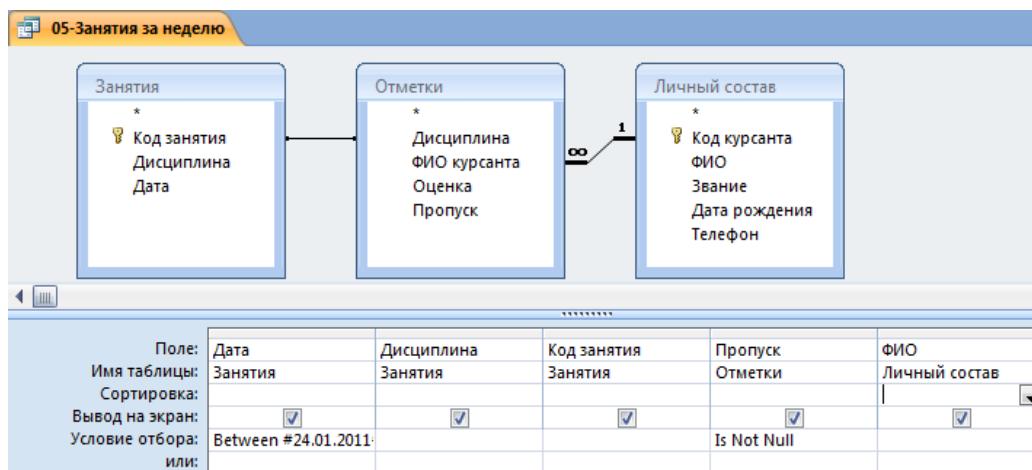 05-Занятия за неделю
Занятия
*
Код занятия
Дисциплина
Дата
Отметки
*
Дисциплина
ФИО курсанта
Оценка
Пропуск
∞
1
Личный состав
*
Код курсанта
ФИО
Звание
Дата рождения
Телефон
Поле: Дата Дисциплина Код занятия Пропуск ФИО
Имя таблицы: Занятия Занятия Занятия Отметки Личный состав
Сортировка:
Вывод на экран:
Условие отбора: Between #24.01.2011 Is Not Null
или: